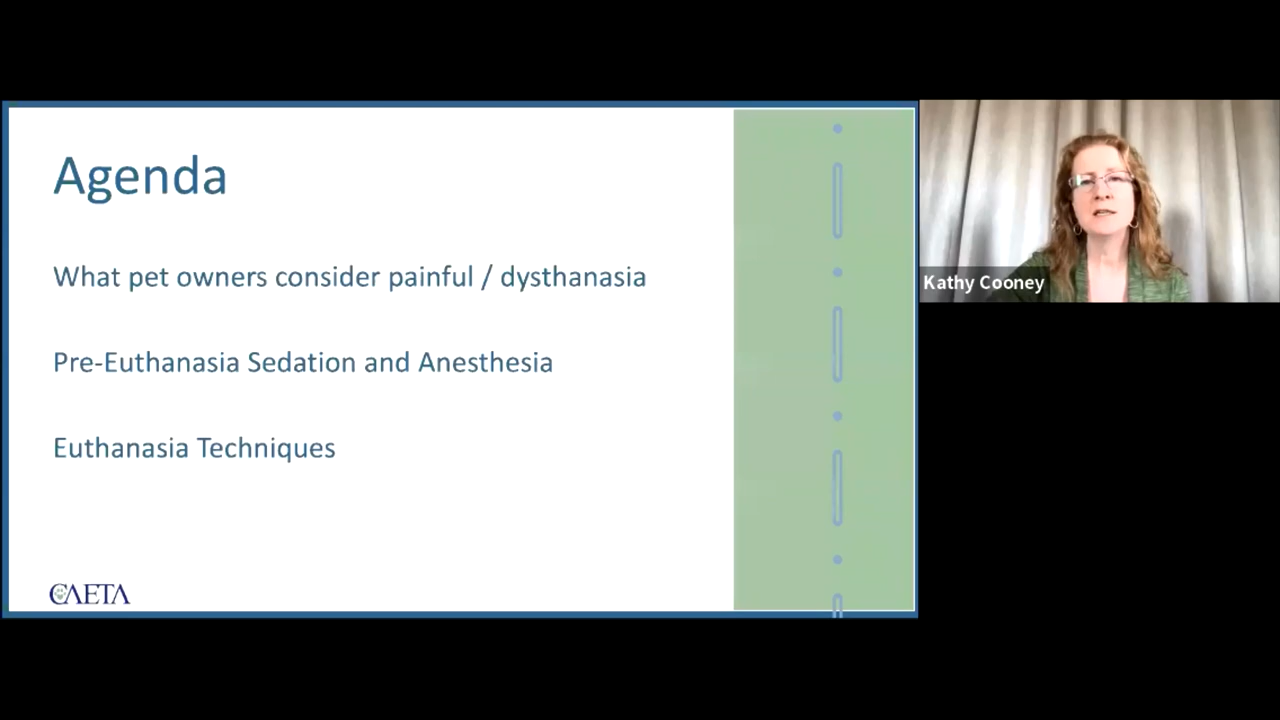 Agenda
What pet owners consider painful / dysthanasia
Pre-Euthanasia Sedation and Anesthesia
Euthanasia Techniques
CAETA
Kathy Cooney